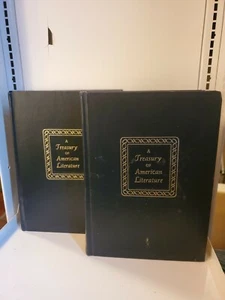 A
Treasury
OF
American
Literature
A
Treasury
OF
American
Literature